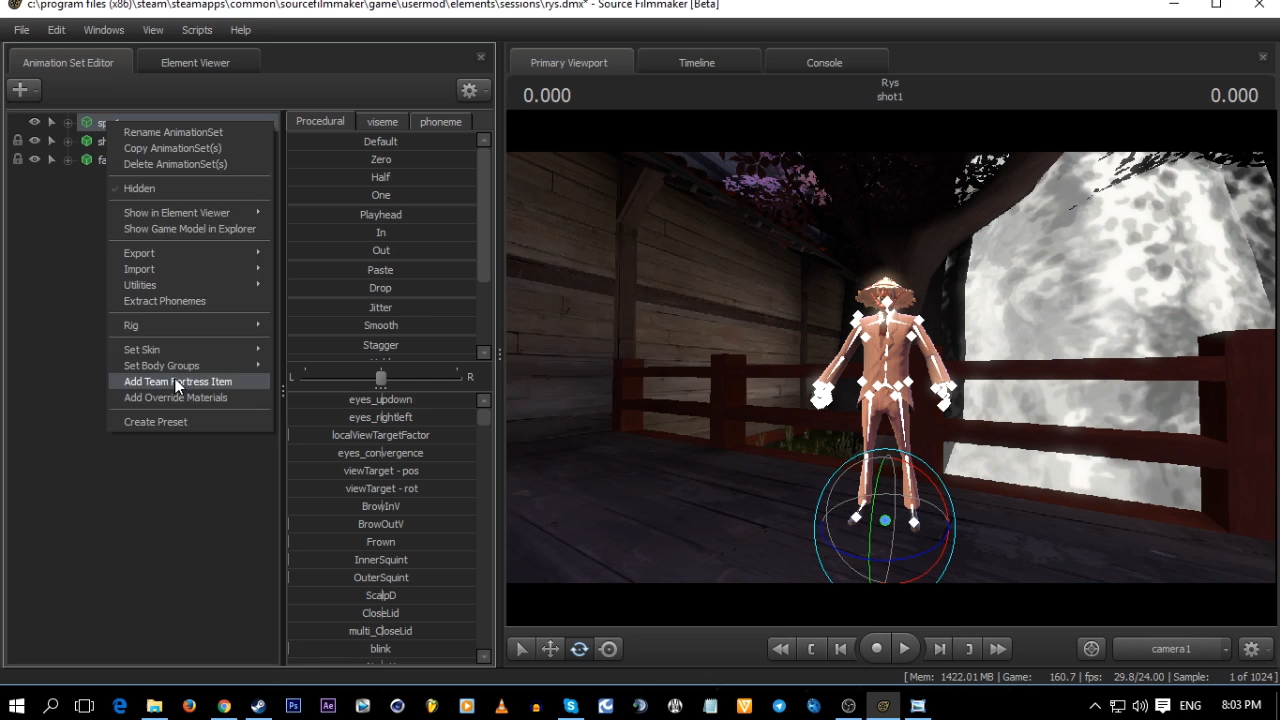 c:\program files (x86)\steam\steamapps\common\sourcefilmmaker\game\usermod\elements\sessions\rys.dmx* - Source Filmmaker [Beta]
File Edit Windows View Scripts Help
Animation Set Editor Element Viewer
Primary Viewport Timeline Console
0.000
Rys
shot1
0.000
Rename AnimationSet
Copy AnimationSet(s)
Delete AnimationSet(s)
Hidden
Show in Element Viewer
Show Game Model in Explorer
Export
Import
Utilities
Extract Phonemes
Rig
Set Skin
Set Body Groups
Add Team Fortress Item
Add Override Materials
Create Preset
Procedural viseme phoneme
Default
Zero
Half
One
Playhead
In
Out
Paste
Drop
Jitter
Smooth
Stagger
L R
eyes_updown
eyes_rightleft
localViewTargetFactor
eyes_convergence
viewTarget - pos
viewTarget - rot
BrowInV
BrowOutV
Frown
InnerSquint
OuterSquint
ScalpD
CloseLid
multi_CloseLid
blink
camera1
[ Mem: 1422.01 MB | Game: 160.7 | fps: 29.8/24.00 | Sample: 1 of 1024 ]
ENG 8:03 PM